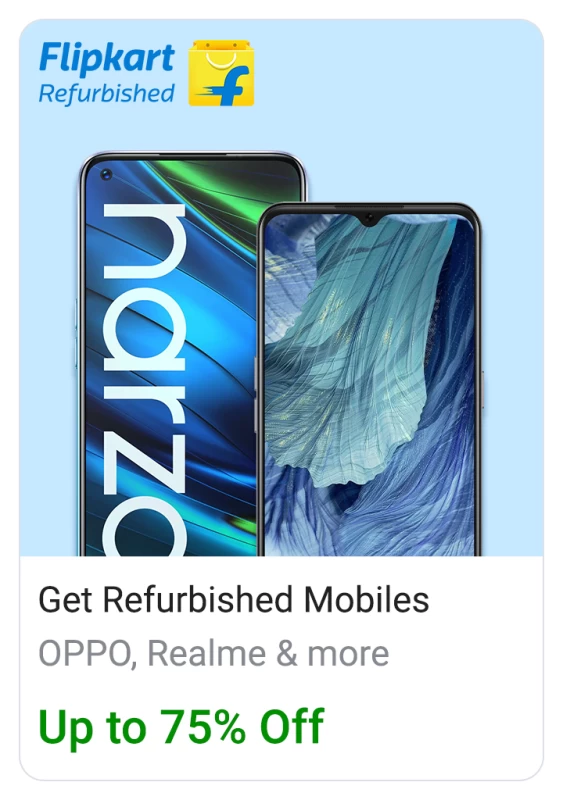 Flipkart
Refurbished
narzo
Get Refurbished Mobiles
OPPO, Realme & more
Up to 75% Off